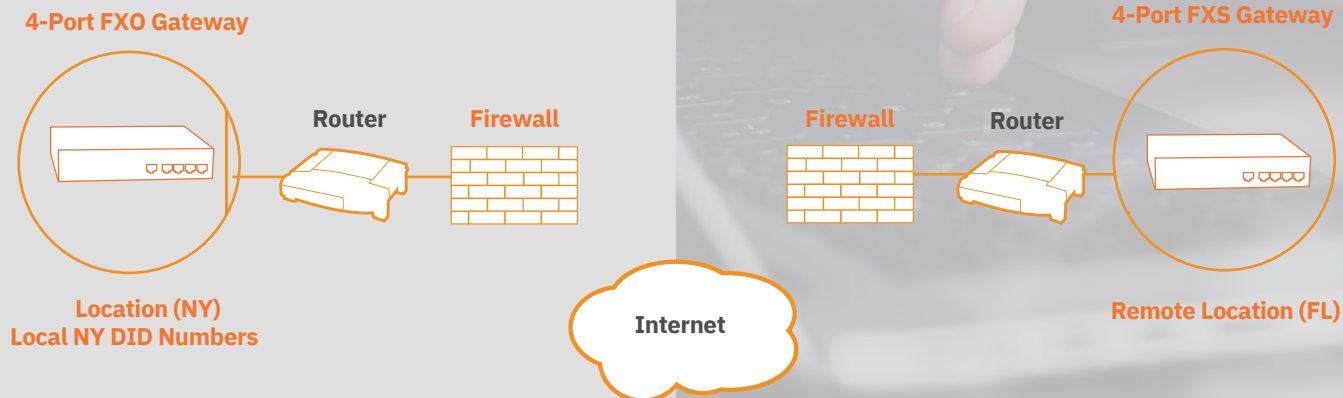 4-Port FXO Gateway
Router
Firewall
Location (NY)
Local NY DID Numbers
Internet
4-Port FXS Gateway
Firewall
Router
Remote Location (FL)